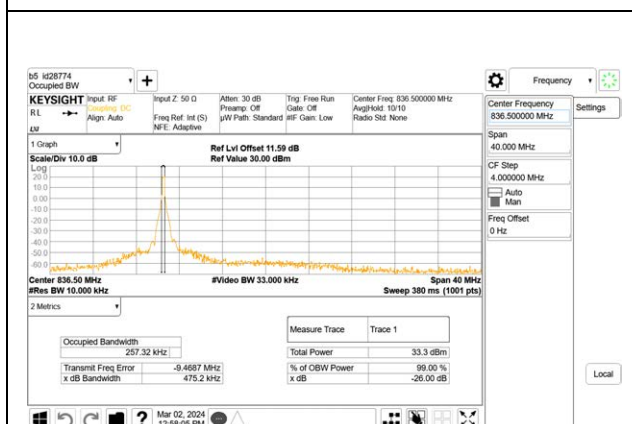 b5 id28774
Occupied BW
Frequency
KEYSIGHT
RL
LXI
Input: RF
Coupling: DC
Align: Auto
Input Z: 50 Ω
Freq Ref: Int (S)
NFE: Adaptive
Atten: 30 dB
Preamp: Off
µW Path: Standard
Trig: Free Run
Gate: Off
#IF Gain: Low
Center Freq: 836.500000 MHz
Avg|Hold: 10/10
Radio Std: None
Center Frequency
836.500000 MHz
Settings
Span
40.000 MHz
CF Step
4.000000 MHz
Auto
Man
Freq Offset
0 Hz
Local
1 Graph
Scale/Div 10.0 dB
Ref Lvl Offset 11.59 dB
Ref Value 30.00 dBm
Log
20.0
10.0
0.00
-10.0
-20.0
-30.0
-40.0
-50.0
-60.0
Center 836.50 MHz
#Video BW 33.000 kHz
Span 40 MHz
#Res BW 10.000 kHz
Sweep 380 ms (1001 pts)
2 Metrics
Measure Trace Trace 1
Occupied Bandwidth
257.32 kHz
Total Power 33.3 dBm
Transmit Freq Error -9.4687 MHz
% of OBW Power 99.00 %
x dB Bandwidth 475.2 kHz
x dB -26.00 dB
?
Mar 02, 2024
12:58:05 PM